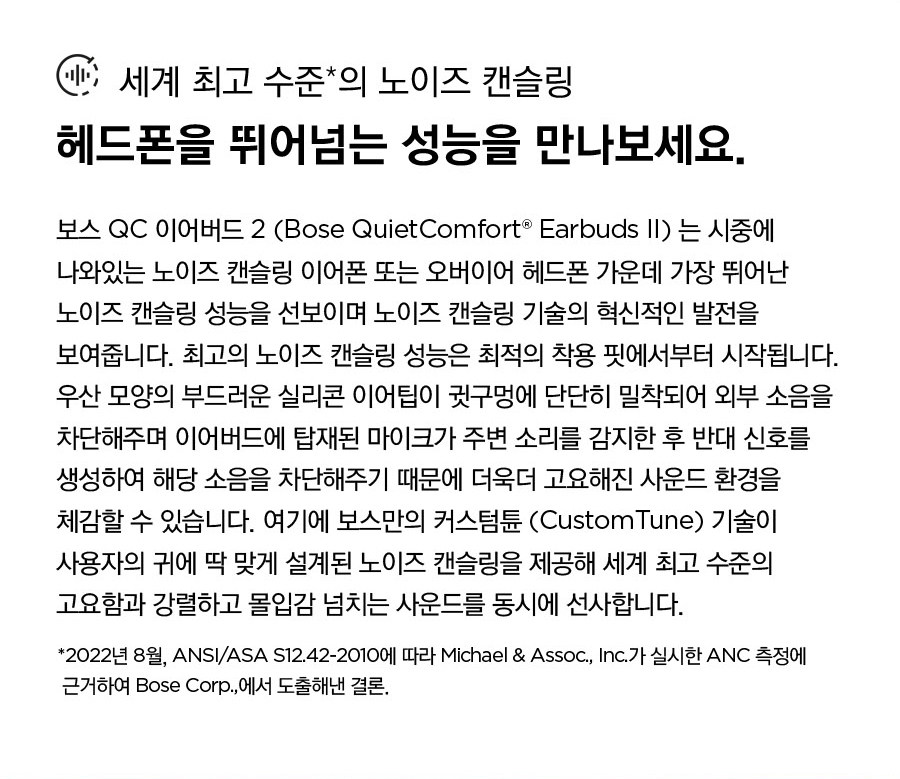 세계 최고 수준*의 노이즈 캔슬링
헤드폰을 뛰어넘는 성능을 만나보세요.
보스 QC 이어버드 2 (Bose QuietComfort® Earbuds II) 는 시중에
나와있는 노이즈 캔슬링 이어폰 또는 오버이어 헤드폰 가운데 가장 뛰어난
노이즈 캔슬링 성능을 선보이며 노이즈 캔슬링 기술의 혁신적인 발전을
보여줍니다. 최고의 노이즈 캔슬링 성능은 최적의 착용 핏에서부터 시작됩니다.
우산 모양의 부드러운 실리콘 이어팁이 귓구멍에 단단히 밀착되어 외부 소음을
차단해주며 이어버드에 탑재된 마이크가 주변 소리를 감지한 후 반대 신호를
생성하여 해당 소음을 차단해주기 때문에 더욱더 고요해진 사운드 환경을
체감할 수 있습니다. 여기에 보스만의 커스텀튠 (CustomTune) 기술이
사용자의 귀에 딱 맞게 설계된 노이즈 캔슬링을 제공해 세계 최고 수준의
고요함과 강렬하고 몰입감 넘치는 사운드를 동시에 선사합니다.
*2022년 8월, ANSI/ASA S12.42-2010에 따라 Michael & Assoc., Inc.가 실시한 ANC 측정에
근거하여 Bose Corp.,에서 도출해낸 결론.